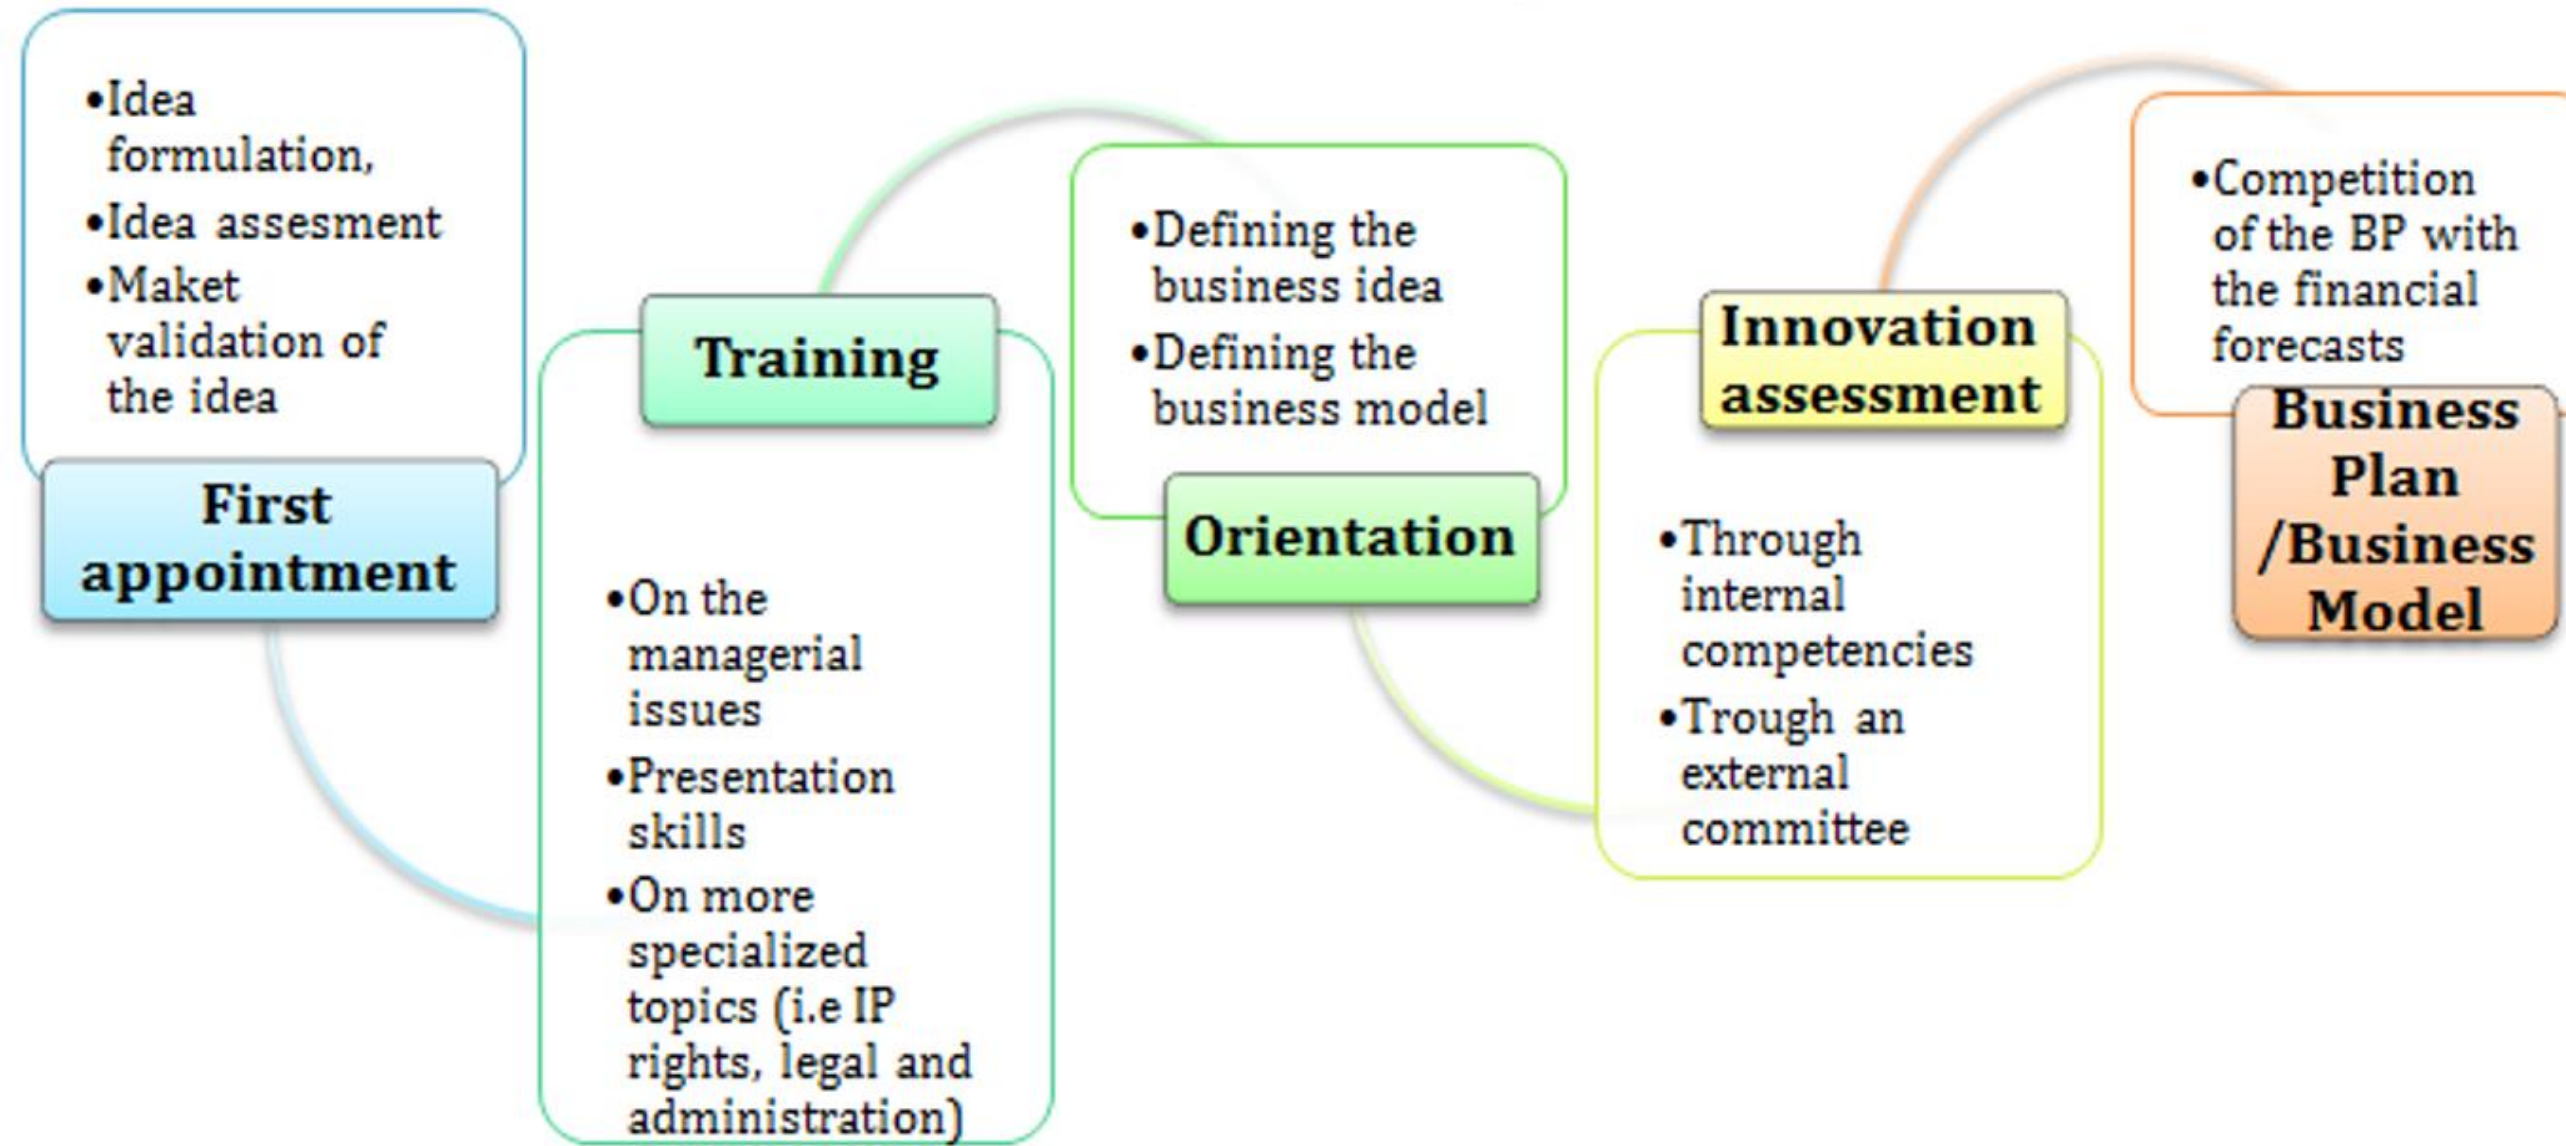 •Idea
formulation,
•Idea assesment
•Maket
validation of
the idea
First
appointment
Training
•On the
managerial
issues
•Presentation
skills
•On more
specialized
topics (i.e IP
rights, legal and
administration)
•Defining the
business idea
•Defining the
business model
Orientation
Innovation
assessment
•Through
internal
competencies
•Trough an
external
committee
•Competition
of the BP with
the financial
forecasts
Business
Plan
/Business
Model